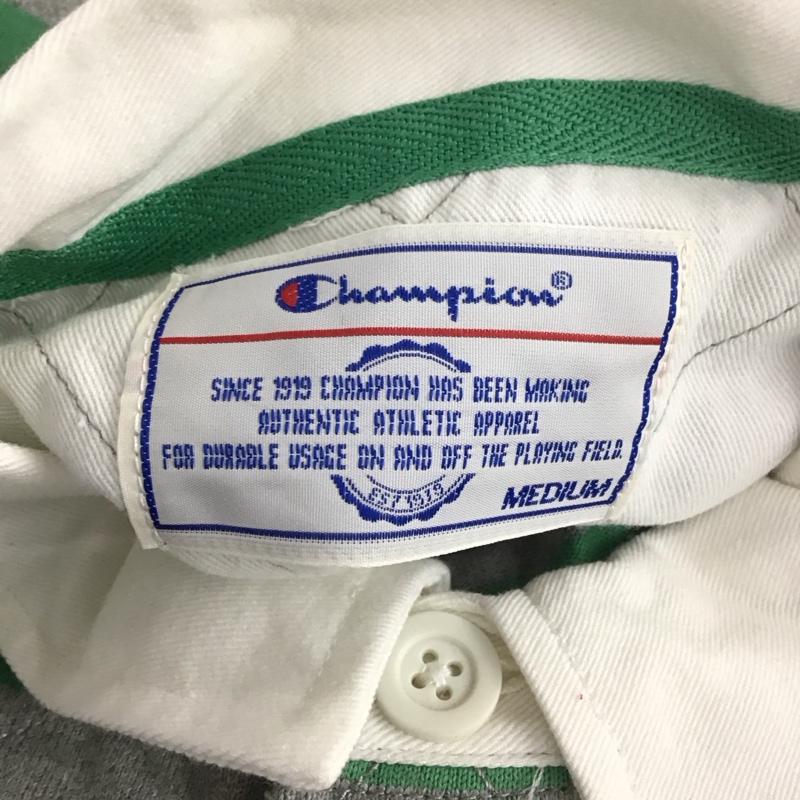 Champion®
SINCE 1919 CHAMPION HAS BEEN MAKING
AUTHENTIC ATHLETIC APPAREL
FOR DURABLE USAGE ON AND OFF THE PLAYING FIELD.
EST 1919
MEDIUM